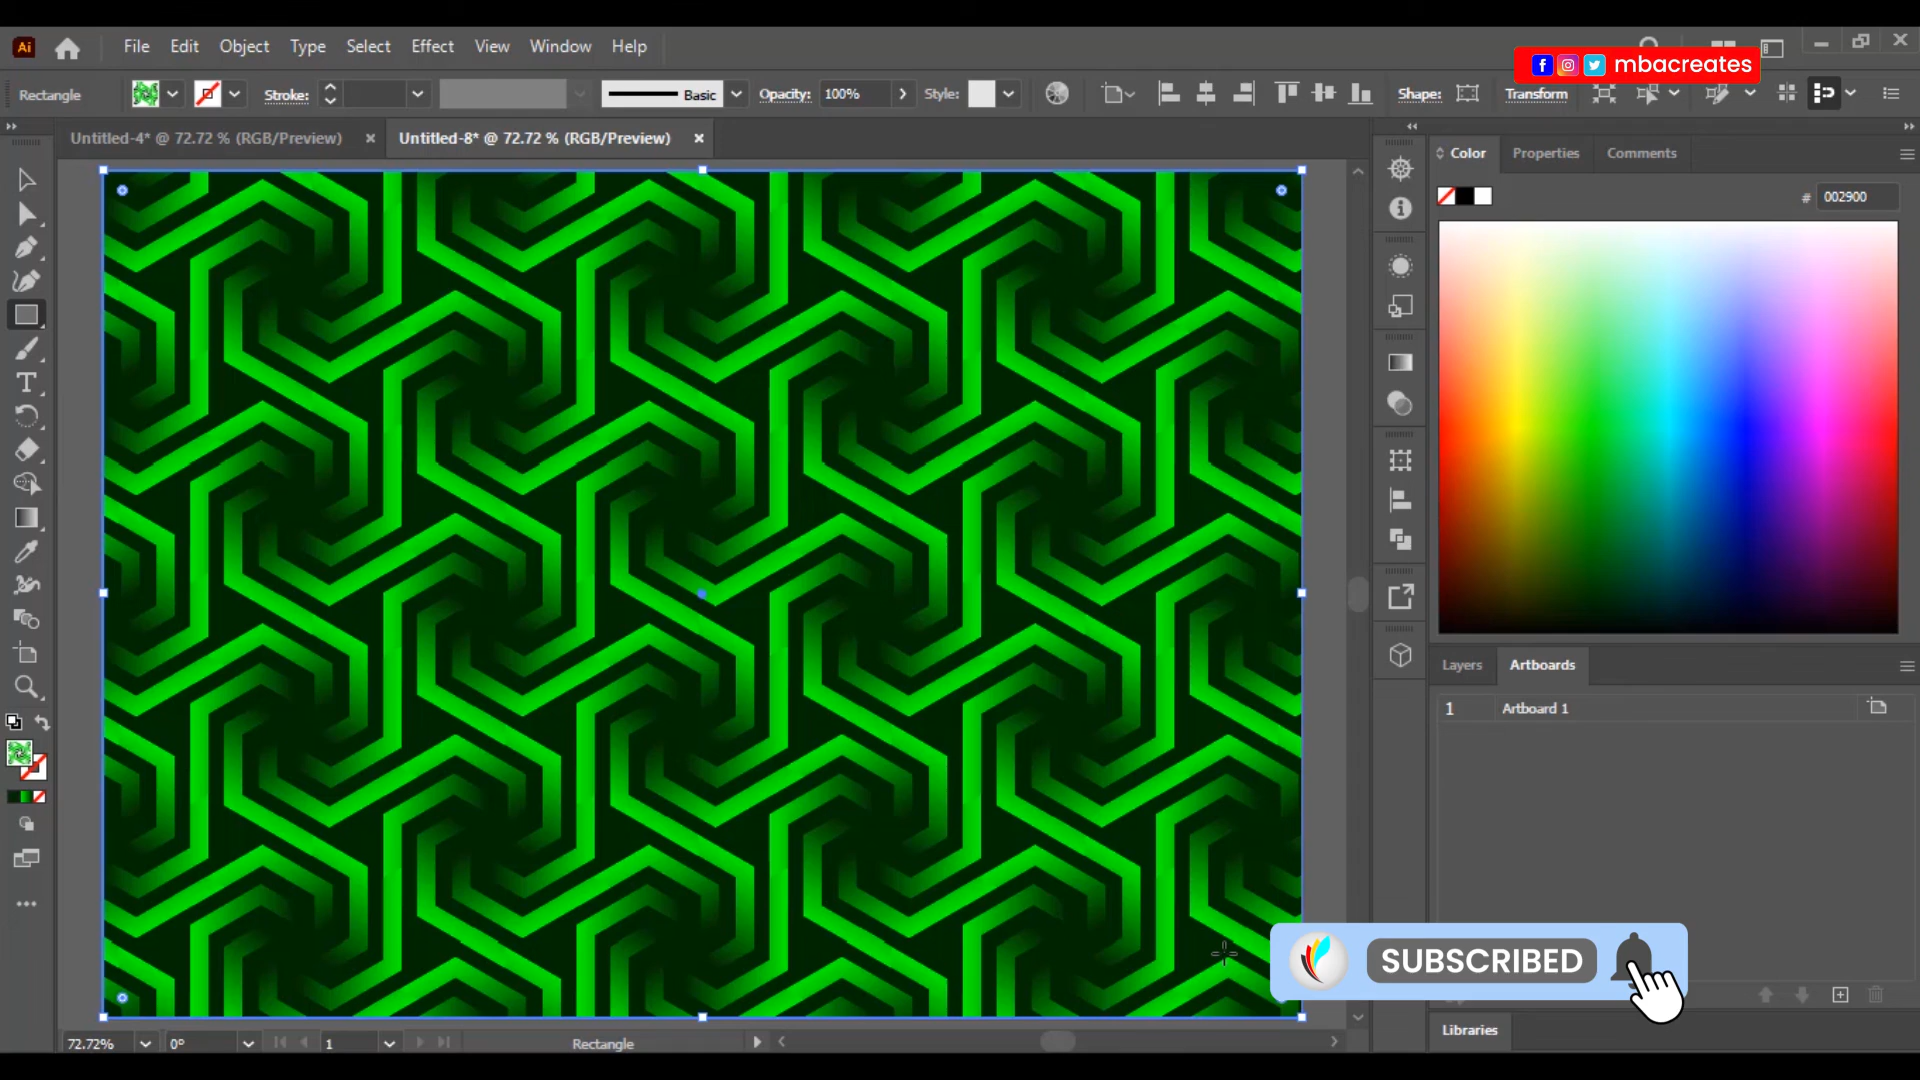 Ai File Edit Object Type Select Effect View Window Help
mbacreates
Rectangle Stroke: Basic Opacity: 100% Style: Shape: Transform
Untitled-4* @ 72.72 % (RGB/Preview) Untitled-8* @ 72.72 % (RGB/Preview)
Color Properties Comments
# 002900
Layers Artboards
1 Artboard 1
SUBSCRIBED
Libraries
72.72% 0° 1 Rectangle